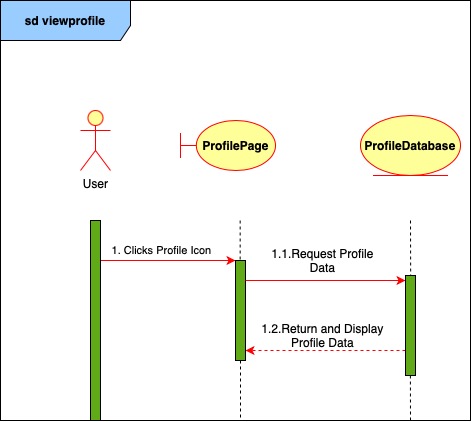 sd viewprofile
ProfilePage
ProfileDatabase
User
1. Clicks Profile Icon
1.1.Request Profile
Data
1.2.Return and Display
Profile Data